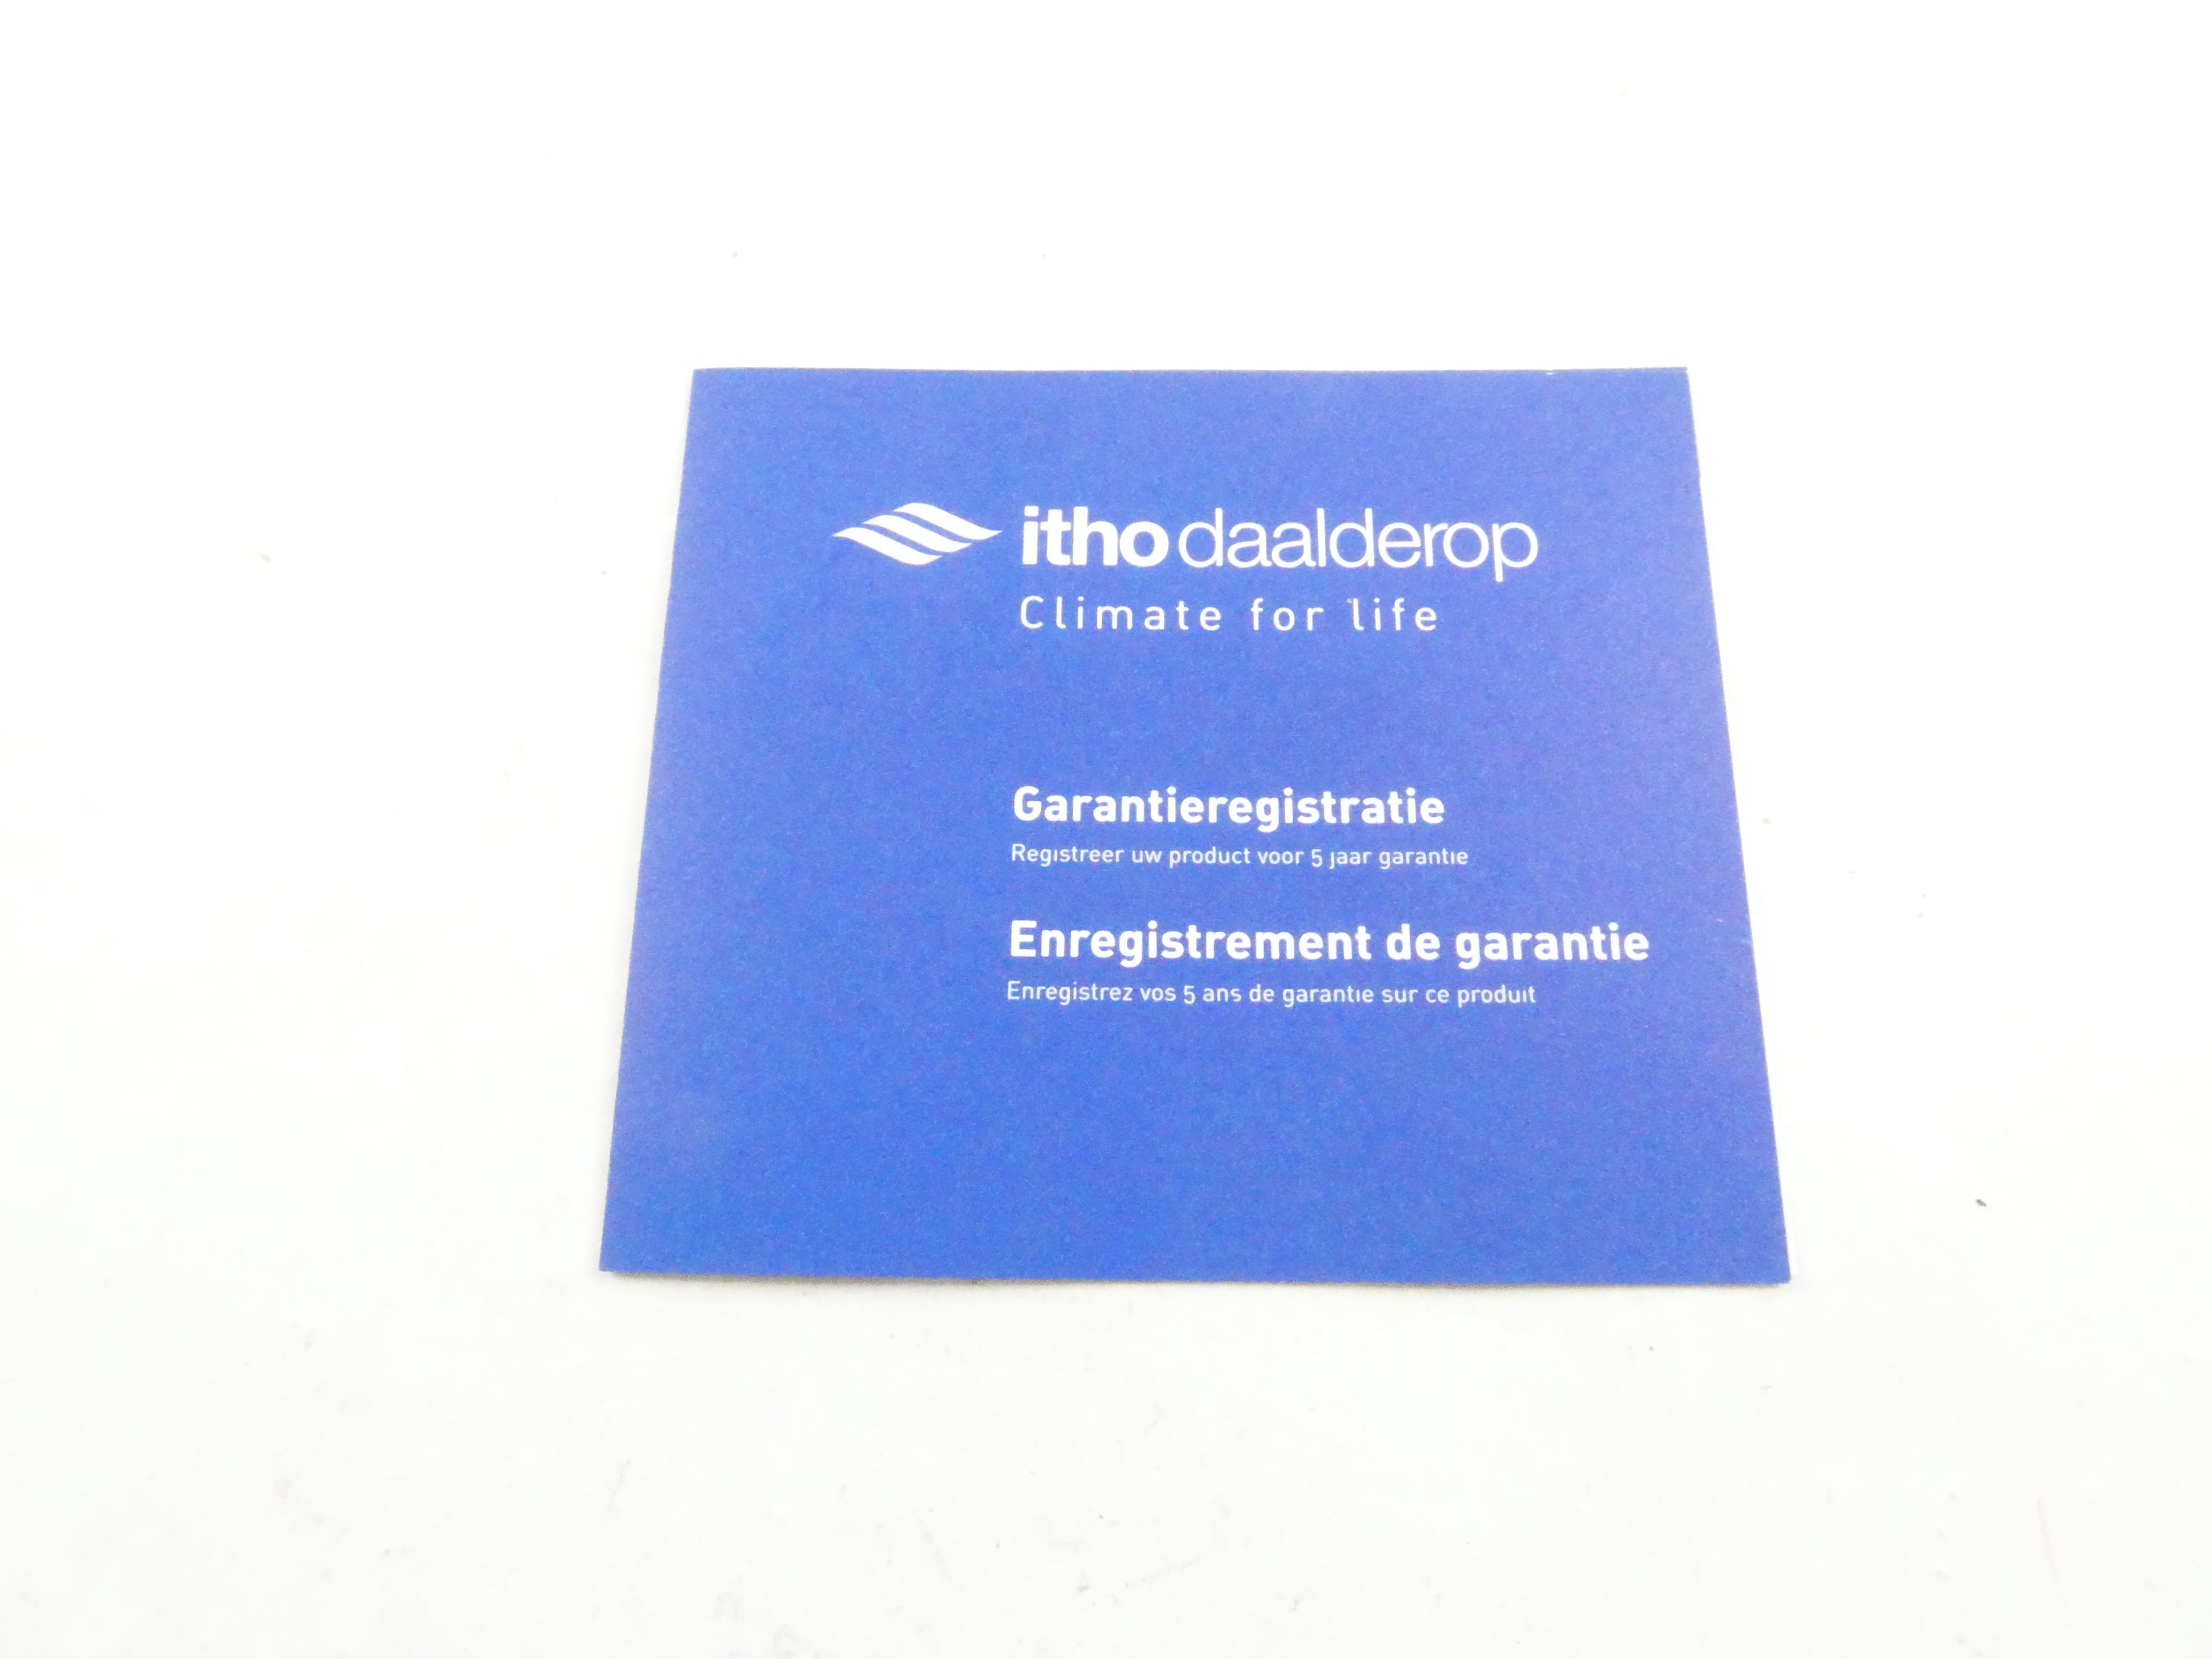 itho daalderop
Climate for life
Garantieregistratie
Registreer uw product voor 5 jaar garantie
Enregistrement de garantie
Enregistrez vos 5 ans de garantie sur ce produit